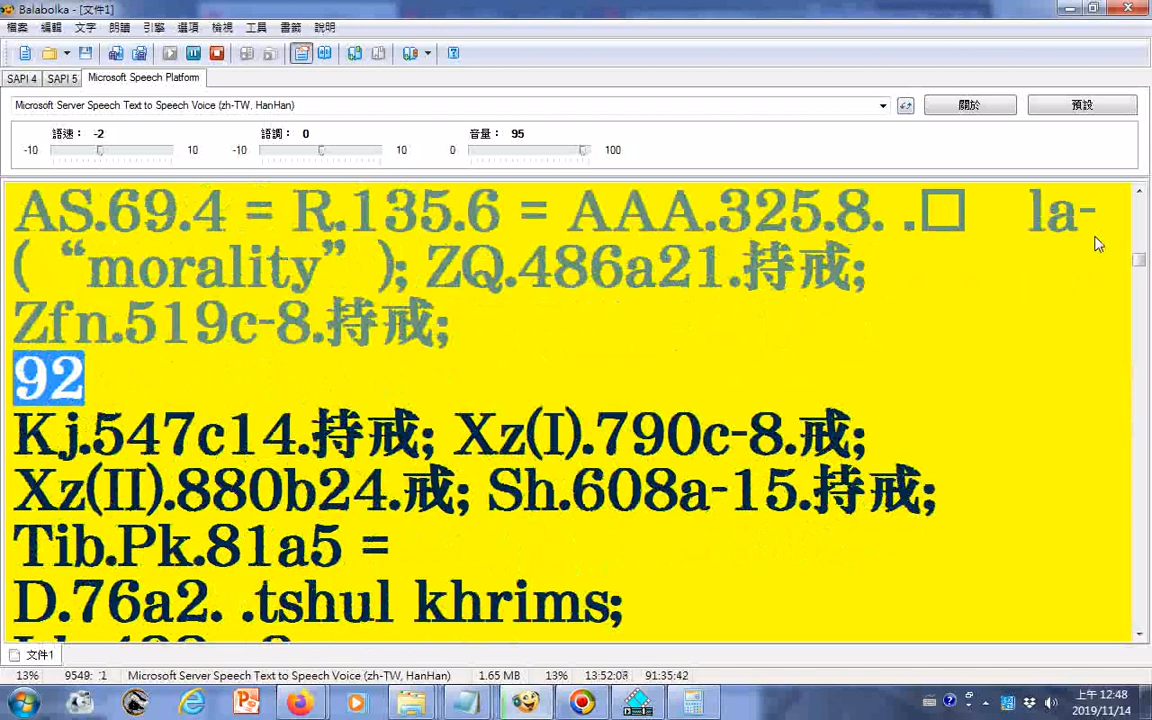 Balabolka - [文件1]
檔案 編輯 文字 朗讀 引擎 選項 檢視 工具 書籤 說明
SAPI 4 SAPI 5 Microsoft Speech Platform
Microsoft Server Speech Text to Speech Voice (zh-TW, HanHan) 關於 預設
語速： -2 語調： 0 音量： 95
-10 10 -10 10 0 100
AS.69.4 = R.135.6 = AAA.325.8. .□ la-
(“morality”); ZQ.486a21.持戒;
Zfn.519c-8.持戒;
92
Kj.547c14.持戒; Xz(I).790c-8.戒;
Xz(II).880b24.戒; Sh.608a-15.持戒;
Tib.Pk.81a5 =
D.76a2. .tshul khrims;
文件1
13% 9549: :1 Microsoft Server Speech Text to Speech Voice (zh-TW, HanHan) 1.65 MB 13% 13:52:03 91:35:42
上午 12:48
2019/11/14